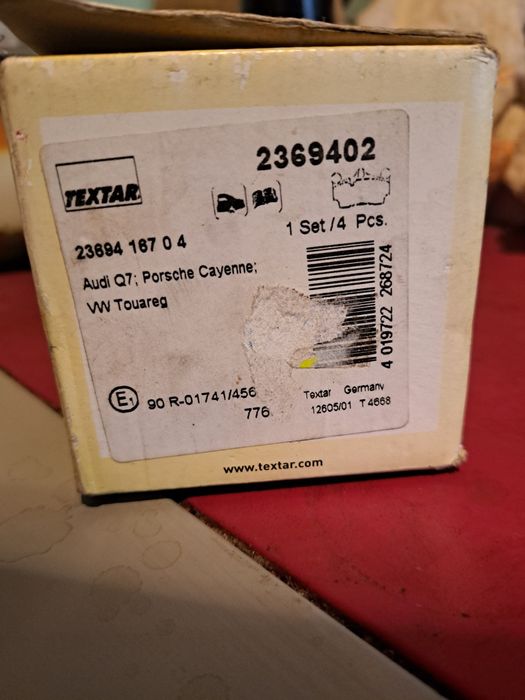 TEXTAR
2369402
23694 167 0 4
1 Set / 4 Pcs.
Audi Q7; Porsche Cayenne;
VW Touareg
4 019722 268724
E1
90 R-01741/456
776
Textar Germany
12605/01 T 4668
www.textar.com